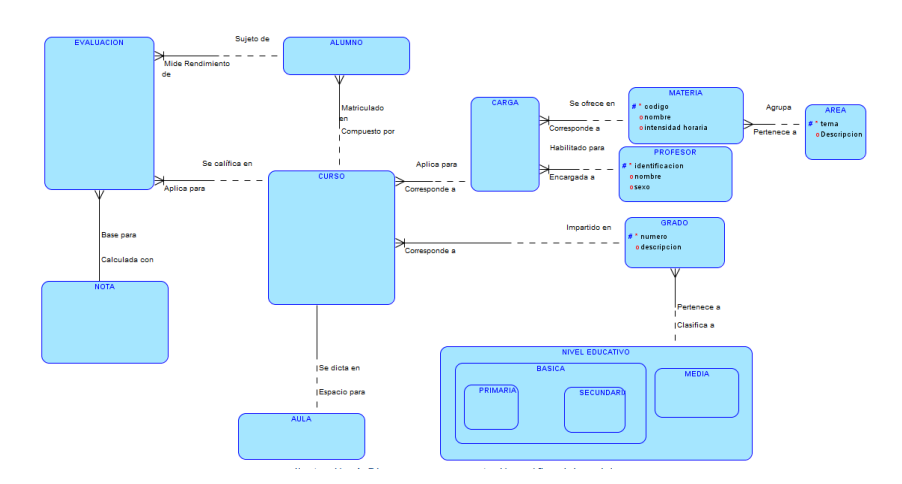 EVALUACION
Sujeto de
Mide Rendimiento
de
ALUMNO
Matriculado
en
Compuesto por
Se califica en
Aplica para
CURSO
Aplica para
Corresponde a
CARGA
Se ofrece en
Corresponde a
MATERIA
# * codigo
o nombre
o intensidad horaria
Agrupa
Pertenece a
AREA
# * tema
o Descripcion
Habilitado para
Encargada a
PROFESOR
# * identificacion
o nombre
o sexo
Base para
Calculada con
NOTA
Impartido en
Corresponde a
GRADO
# * numero
o descripcion
Pertenece a
Clasifica a
Se dicta en
Espacio para
AULA
NIVEL EDUCATIVO
BASICA
PRIMARIA
SECUNDARI
MEDIA